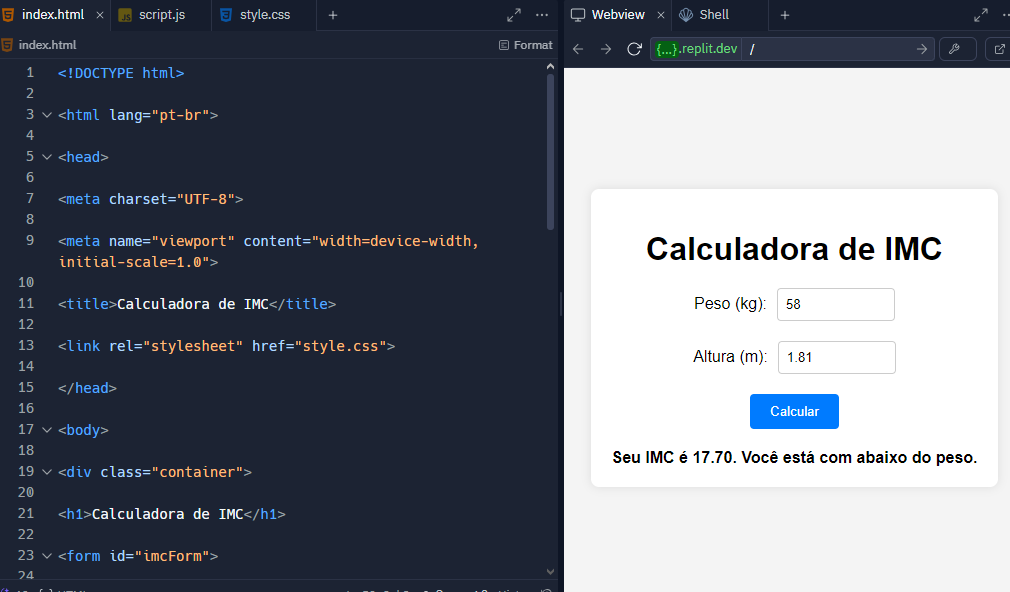 index.html script.js style.css
index.html Format
1 <!DOCTYPE html>
2
3 <html lang="pt-br">
4
5 <head>
6
7 <meta charset="UTF-8">
8
9 <meta name="viewport" content="width=device-width,
initial-scale=1.0">
10
11 <title>Calculadora de IMC</title>
12
13 <link rel="stylesheet" href="style.css">
14
15 </head>
16
17 <body>
18
19 <div class="container">
20
21 <h1>Calculadora de IMC</h1>
22
23 <form id="imcForm">
24
Webview Shell
{...}.replit.dev /
Calculadora de IMC
Peso (kg): 58
Altura (m): 1.81
Calcular
Seu IMC é 17.70. Você está com abaixo do peso.